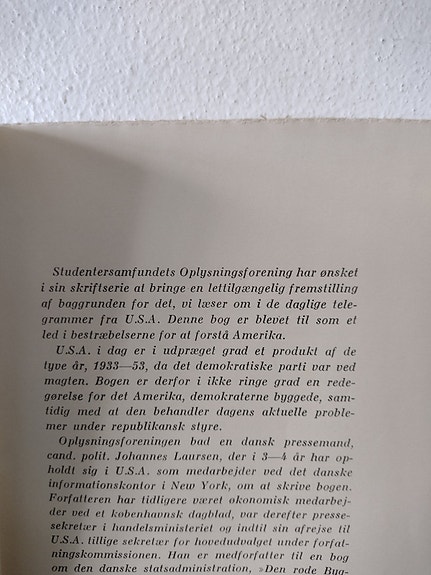 Studentersamfundets Oplysningsforening har ønsket
i sin skriftserie at bringe en lettilgængelig fremstilling
af baggrunden for det, vi læser om i de daglige tele-
grammer fra U.S.A. Denne bog er blevet til som et
led i bestræbelserne for at forstå Amerika.
U.S.A. i dag er i udpræget grad et produkt af de
tyve år, 1933—53, da det demokratiske parti var ved
magten. Bogen er derfor i ikke ringe grad en rede-
gørelse for det Amerika, demokraterne byggede, sam-
tidig med at den behandler dagens aktuelle proble-
mer under republikansk styre.
Oplysningsforeningen bad en dansk pressemand,
cand. polit. Johannes Laursen, der i 3—4 år har op-
holdt sig i U.S.A. som medarbejder ved det danske
informationskontor i New York, om at skrive bogen.
Forfatteren har tidligere været økonomisk medarbej-
der ved et københavnsk dagblad, var derefter presse-
sekretær i handelsministeriet og indtil sin afrejse til
U.S.A. tillige sekretær for hovedudvalget under forfat-
ningskommissionen. Han er medforfatter til en bog
om den danske statsadministration, »Den røde Byg-